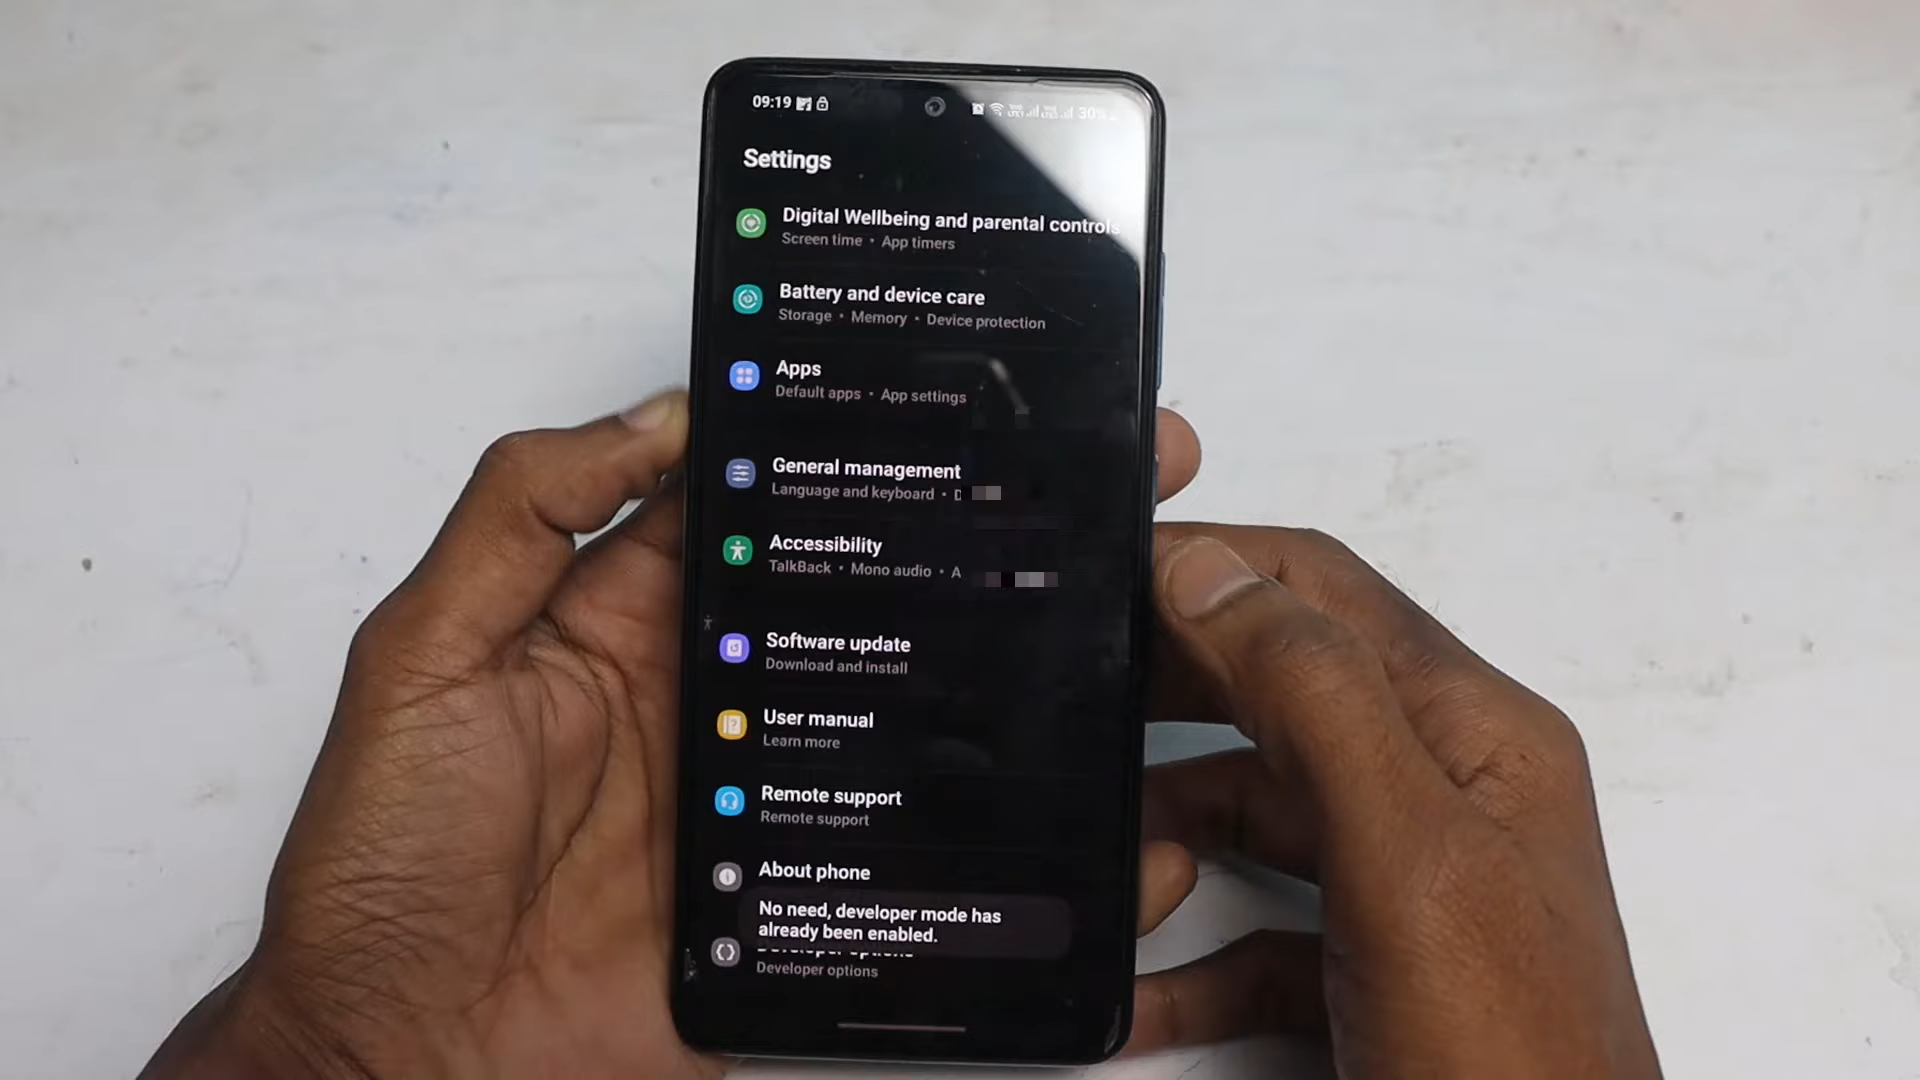 09:19
30%
Settings
Digital Wellbeing and parental controls
Screen time • App timers
Battery and device care
Storage • Memory • Device protection
Apps
Default apps • App settings
General management
Language and keyboard • D
Accessibility
TalkBack • Mono audio • A
Software update
Download and install
User manual
Learn more
Remote support
Remote support
About phone
No need, developer mode has
already been enabled.
Developer options
Developer options